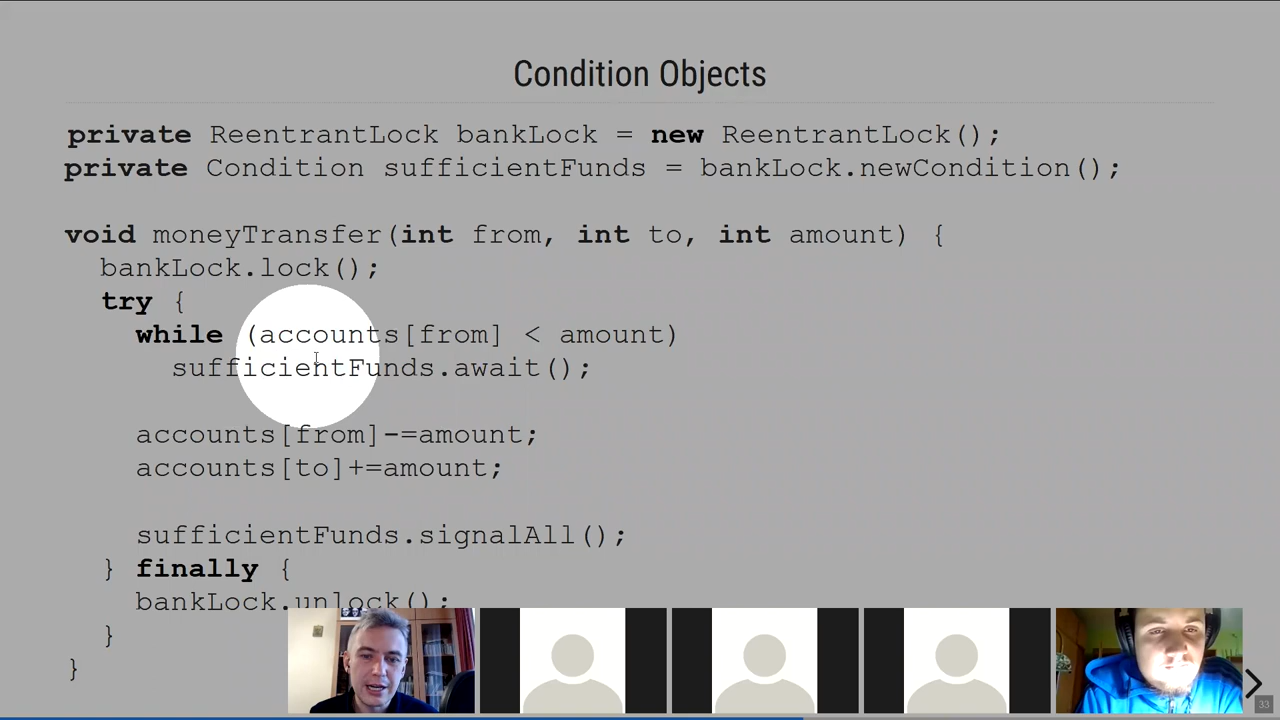 Condition Objects
private ReentrantLock bankLock = new ReentrantLock();
private Condition sufficientFunds = bankLock.newCondition();
void moneyTransfer(int from, int to, int amount) {
bankLock.lock();
try {
while (accounts[from] < amount)
sufficientFunds.await();
accounts[from]-=amount;
accounts[to]+=amount;
sufficientFunds.signalAll();
} finally {
bankLock.unlock();
}
}
33